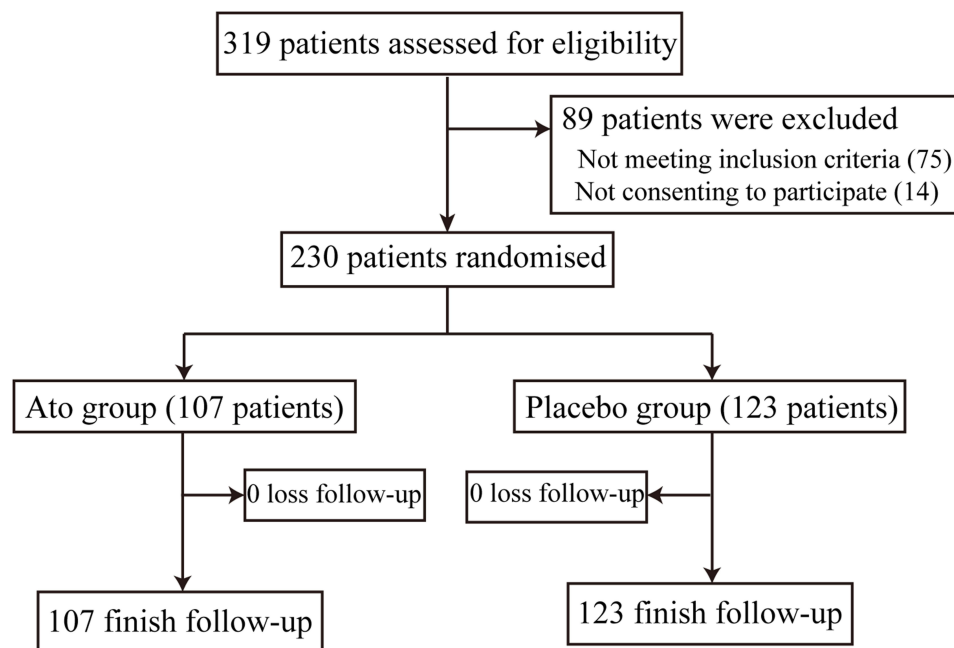 319 patients assessed for eligibility
89 patients were excluded
Not meeting inclusion criteria (75)
Not consenting to participate (14)
230 patients randomised
Ato group (107 patients)
Placebo group (123 patients)
0 loss follow-up
0 loss follow-up
107 finish follow-up
123 finish follow-up